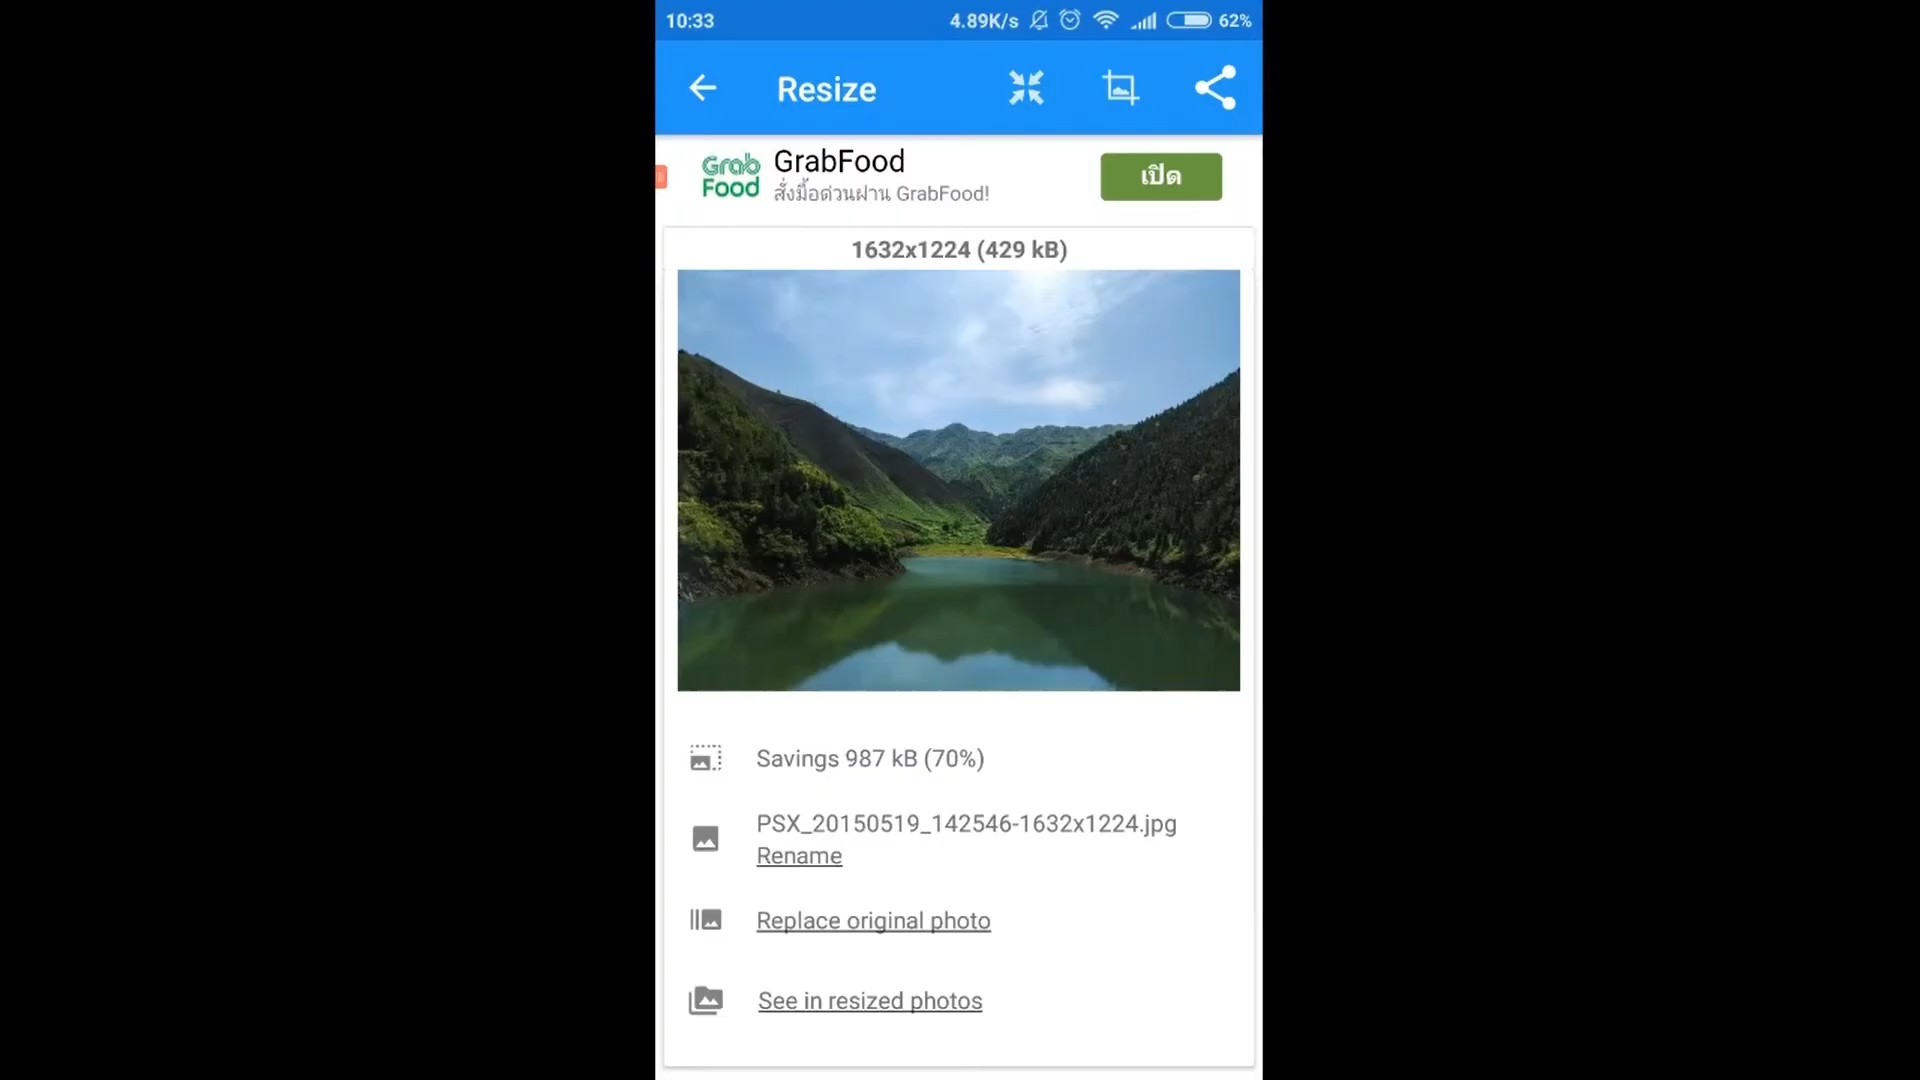 10:33
4.89K/s
62%
Resize
Grab
Food
GrabFood
สั่งมื้อด่วนผ่าน GrabFood!
เปิด
1632x1224 (429 kB)
Savings 987 kB (70%)
PSX_20150519_142546-1632x1224.jpg
Rename
Replace original photo
See in resized photos